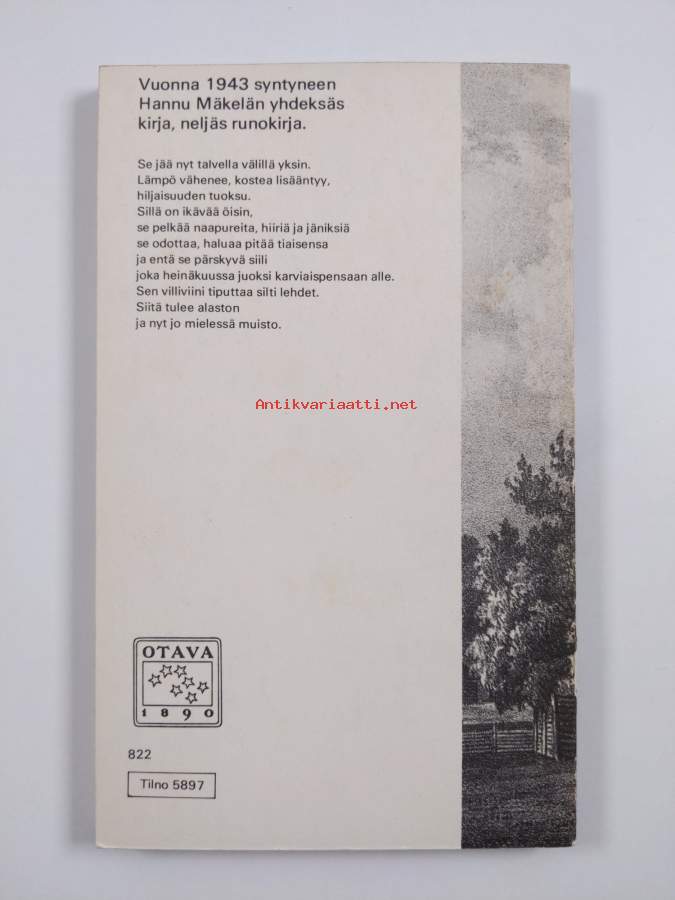 Vuonna 1943 syntyneen
Hannu Mäkelän yhdeksäs
kirja, neljäs runokirja.
Se jää nyt talvella välillä yksin.
Lämpö vähenee, kostea lisääntyy,
hiljaisuuden tuoksu.
Sillä on ikävää öisin,
se pelkää naapureita, hiiriä ja jäniksiä
se odottaa, haluaa pitää tiaisensa
ja entä se pärskyvä siili
joka heinäkuussa juoksi karviaispensaan alle.
Sen villiviini tiputtaa silti lehdet.
Siitä tulee alaston
ja nyt jo mielessä muisto.
Antikvariaatti.net
OTAVA
1890
822
Tilno 5897